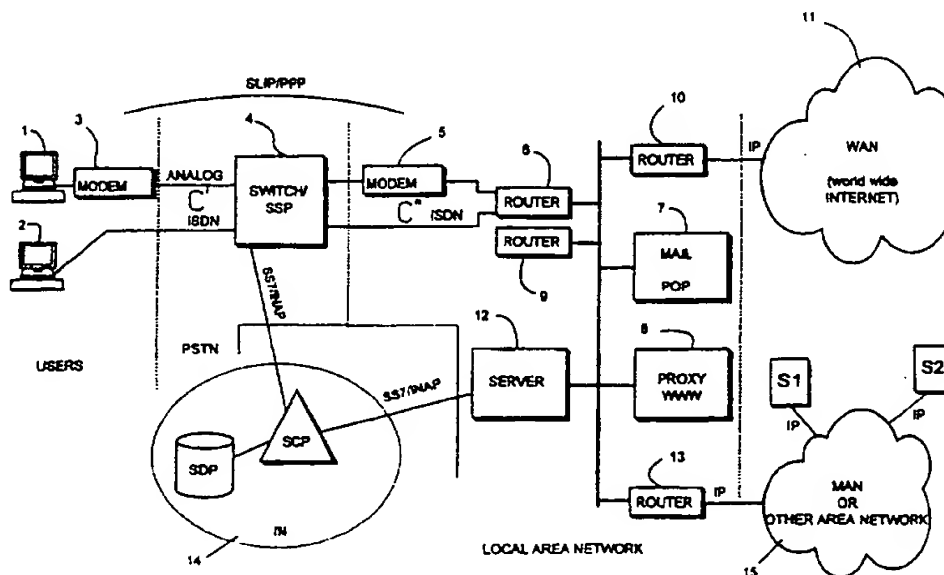 11
SLIP/PPP
1
3
4
5
10
6
MODEM
ANALOG
C'
ISDN
SWITCH/
SSP
MODEM
C"
ISDN
ROUTER
ROUTER
IP
WAN
(world wide
INTERNET)
2
7
ROUTER
9
MAIL
POP
SS7/INAP
12
8
USERS
PSTN
SERVER
PROXY
WWW
S1
S2
SS7/INAP
IP
IP
SCP
SDP
13
ROUTER
IP
MAN
OR
OTHER AREA NETWORK
IN
14
LOCAL AREA NETWORK
15